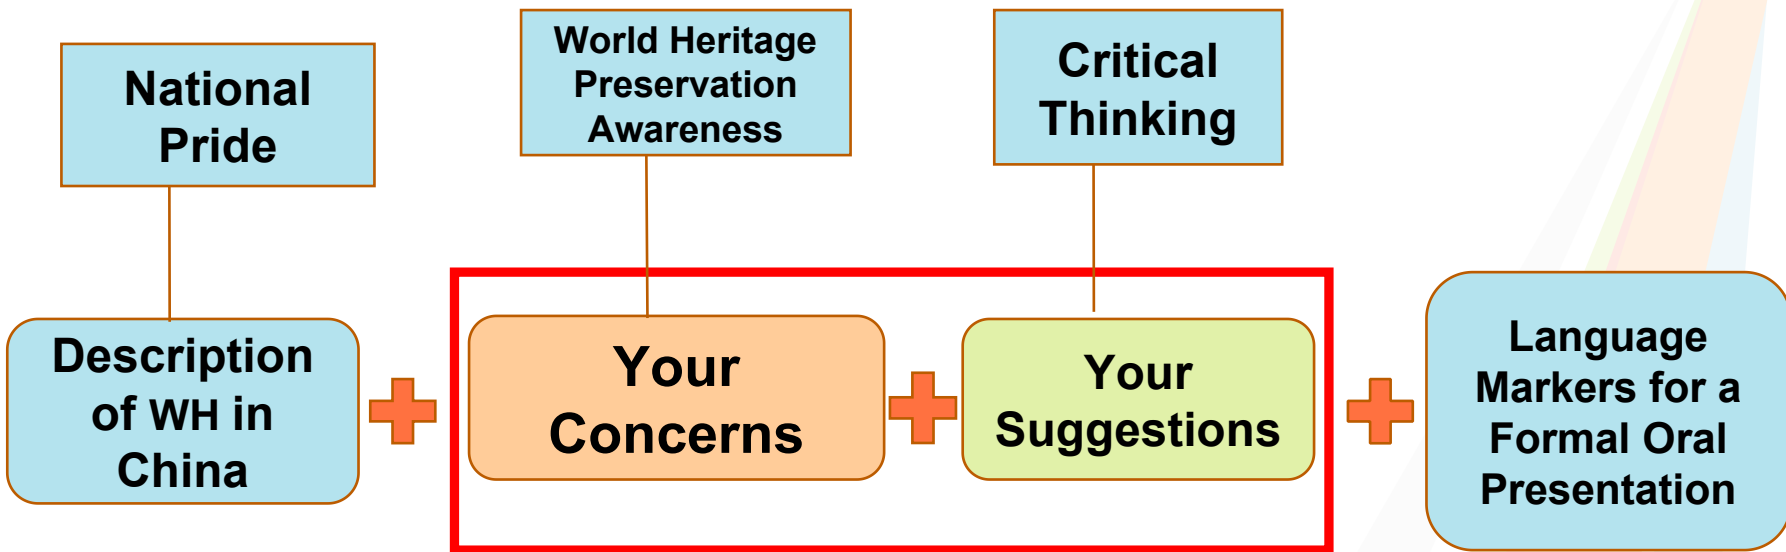 National
Pride
World Heritage
Preservation
Awareness
Critical
Thinking
Description
of WH in
China
Your
Concerns
Your
Suggestions
Language
Markers for a
Formal Oral
Presentation